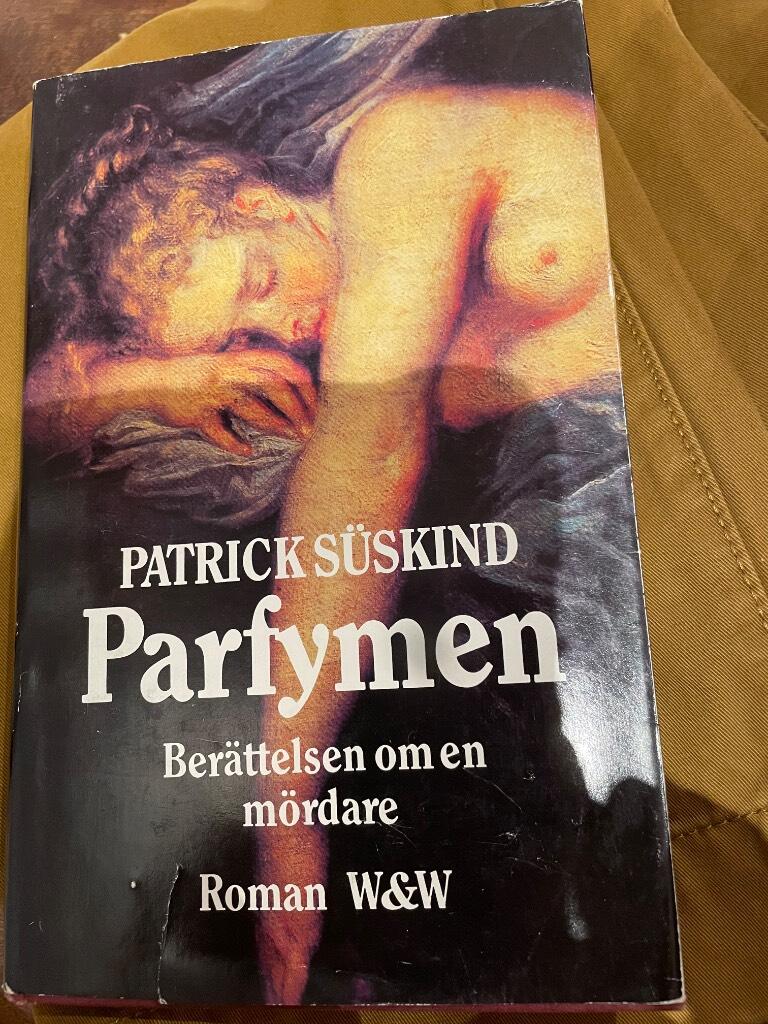 PATRICK SÜSKIND
Parfymen
Berättelsen om en
mördare
Roman W&W